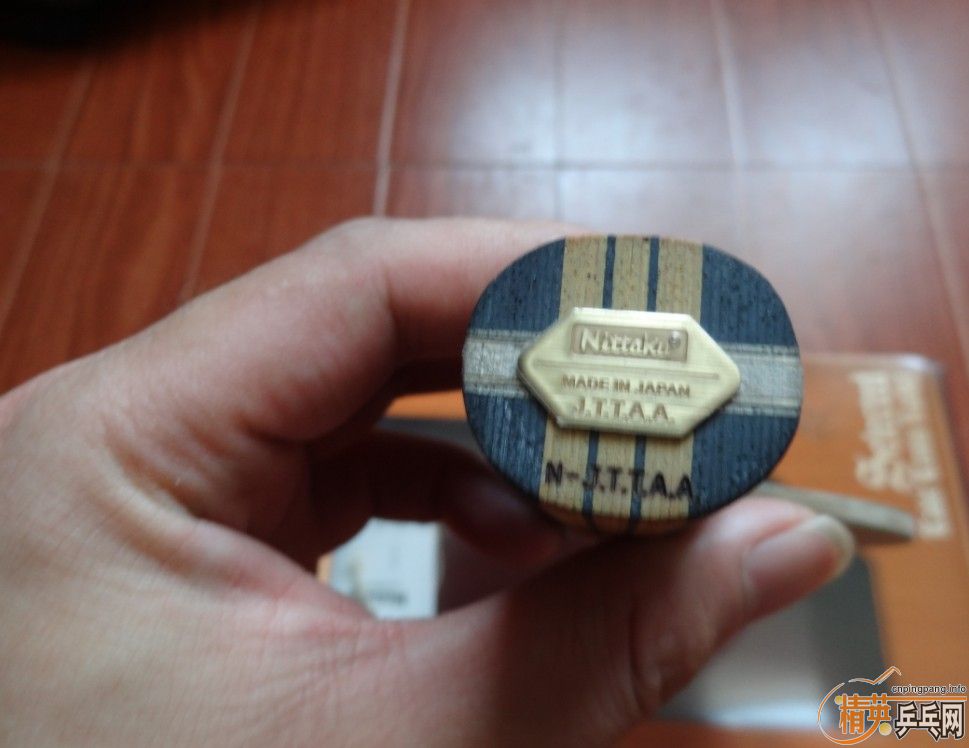 Nittaku®
MADE IN JAPAN
J.T.T.A.A
N-J.T.T.A.A
cnpingpang.info
精英乒乓网